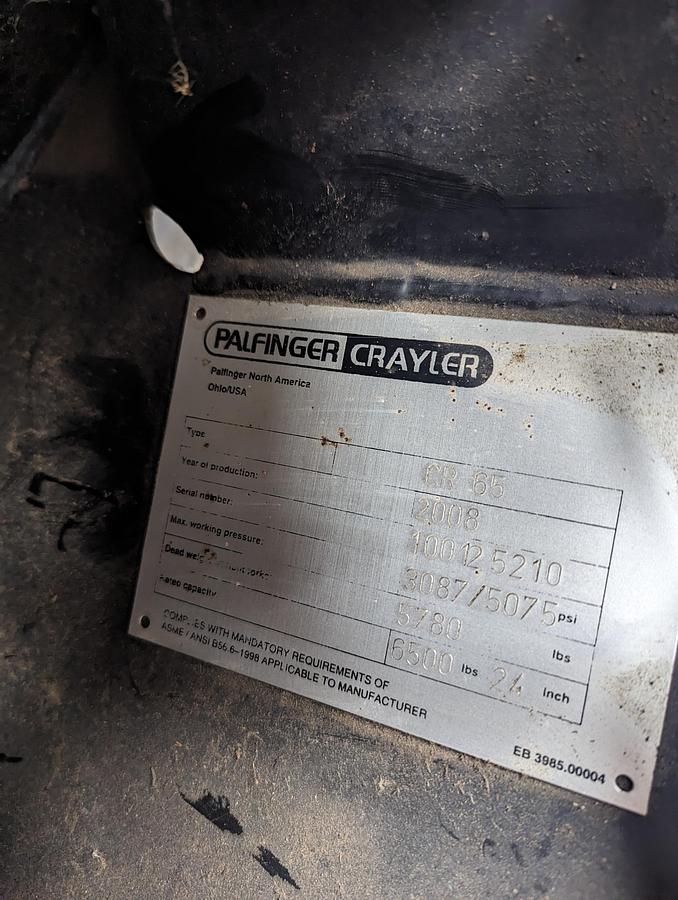 PALFINGER CRAYLER
Palfinger North America
Ohio/USA
Type CR 65
Year of production: 2008
Serial number: 100125210
Max. working pressure: 3087/5075 psi
Dead 5780 lbs
Rated capacity 6500 lbs 24 inch
COMPLIES WITH MANDATORY REQUIREMENTS OF
ASME / ANSI B56.6-1998 APPLICABLE TO MANUFACTURER
EB 3985.00004